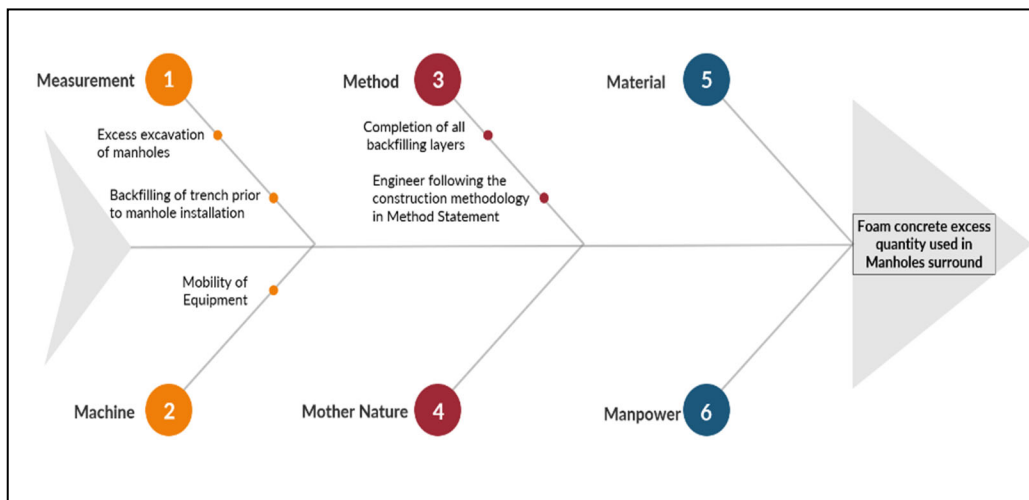 Measurement
1
Method
3
Material
5
Excess excavation
of manholes
Completion of all
backfilling layers
Backfilling of trench prior
to manhole installation
Engineer following the
construction methodology
in Method Statement
Foam concrete excess
quantity used in
Manholes surround
Mobility of
Equipment
Machine
2
Mother Nature
4
Manpower
6